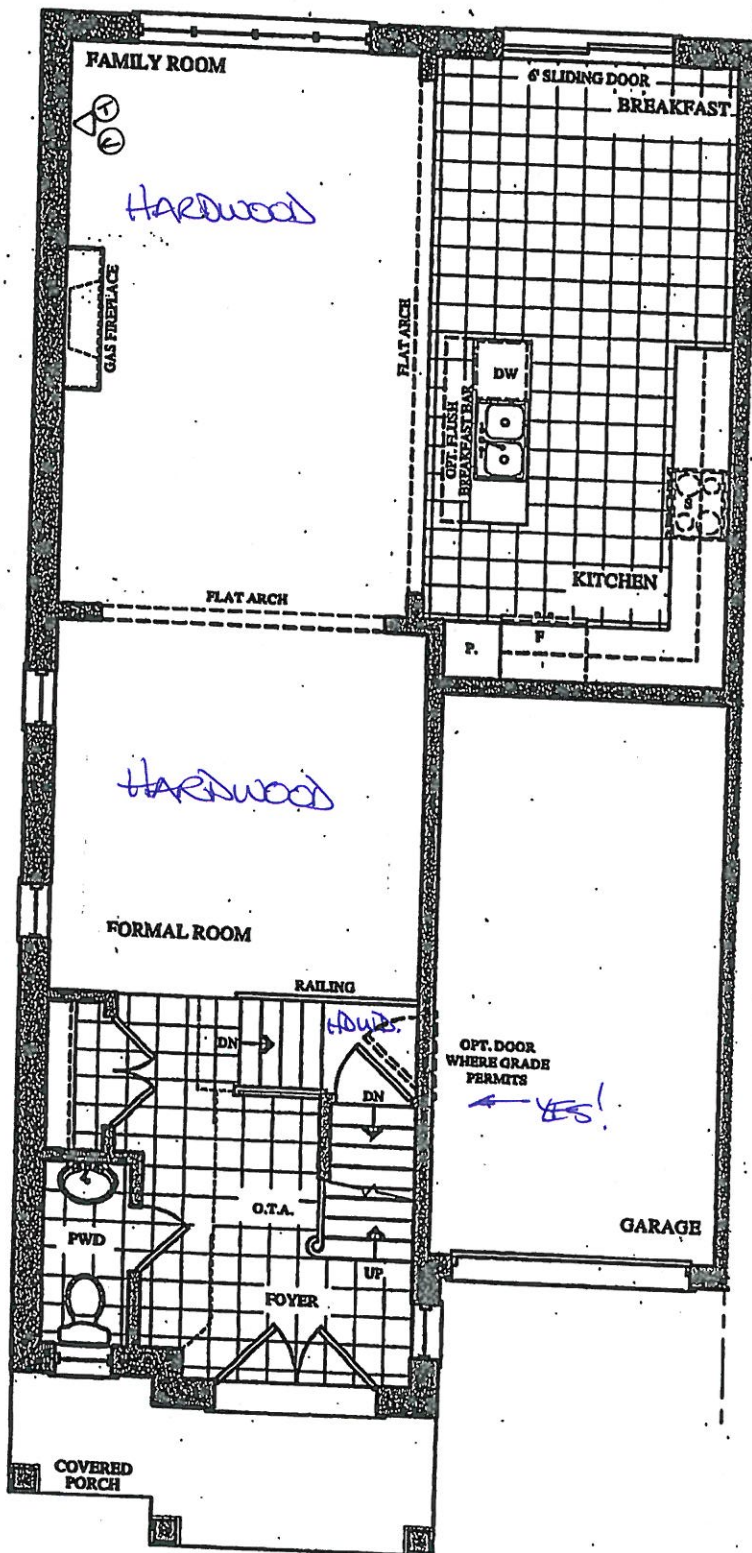 FAMILY ROOM
6' SLIDING DOOR
BREAKFAST
T
HARDWOOD
GAS FIREPLACE
FLAT ARCH
DW
OPT. FLUSH
BREAKFAST BAR
S
KITCHEN
FLAT ARCH
P.
F
HARDWOOD
FORMAL ROOM
RAILING
DN
HDWD.
DN
OPT. DOOR
WHERE GRADE
PERMITS
← YES!
O.T.A.
PWD
GARAGE
UP
FOYER
COVERED
PORCH